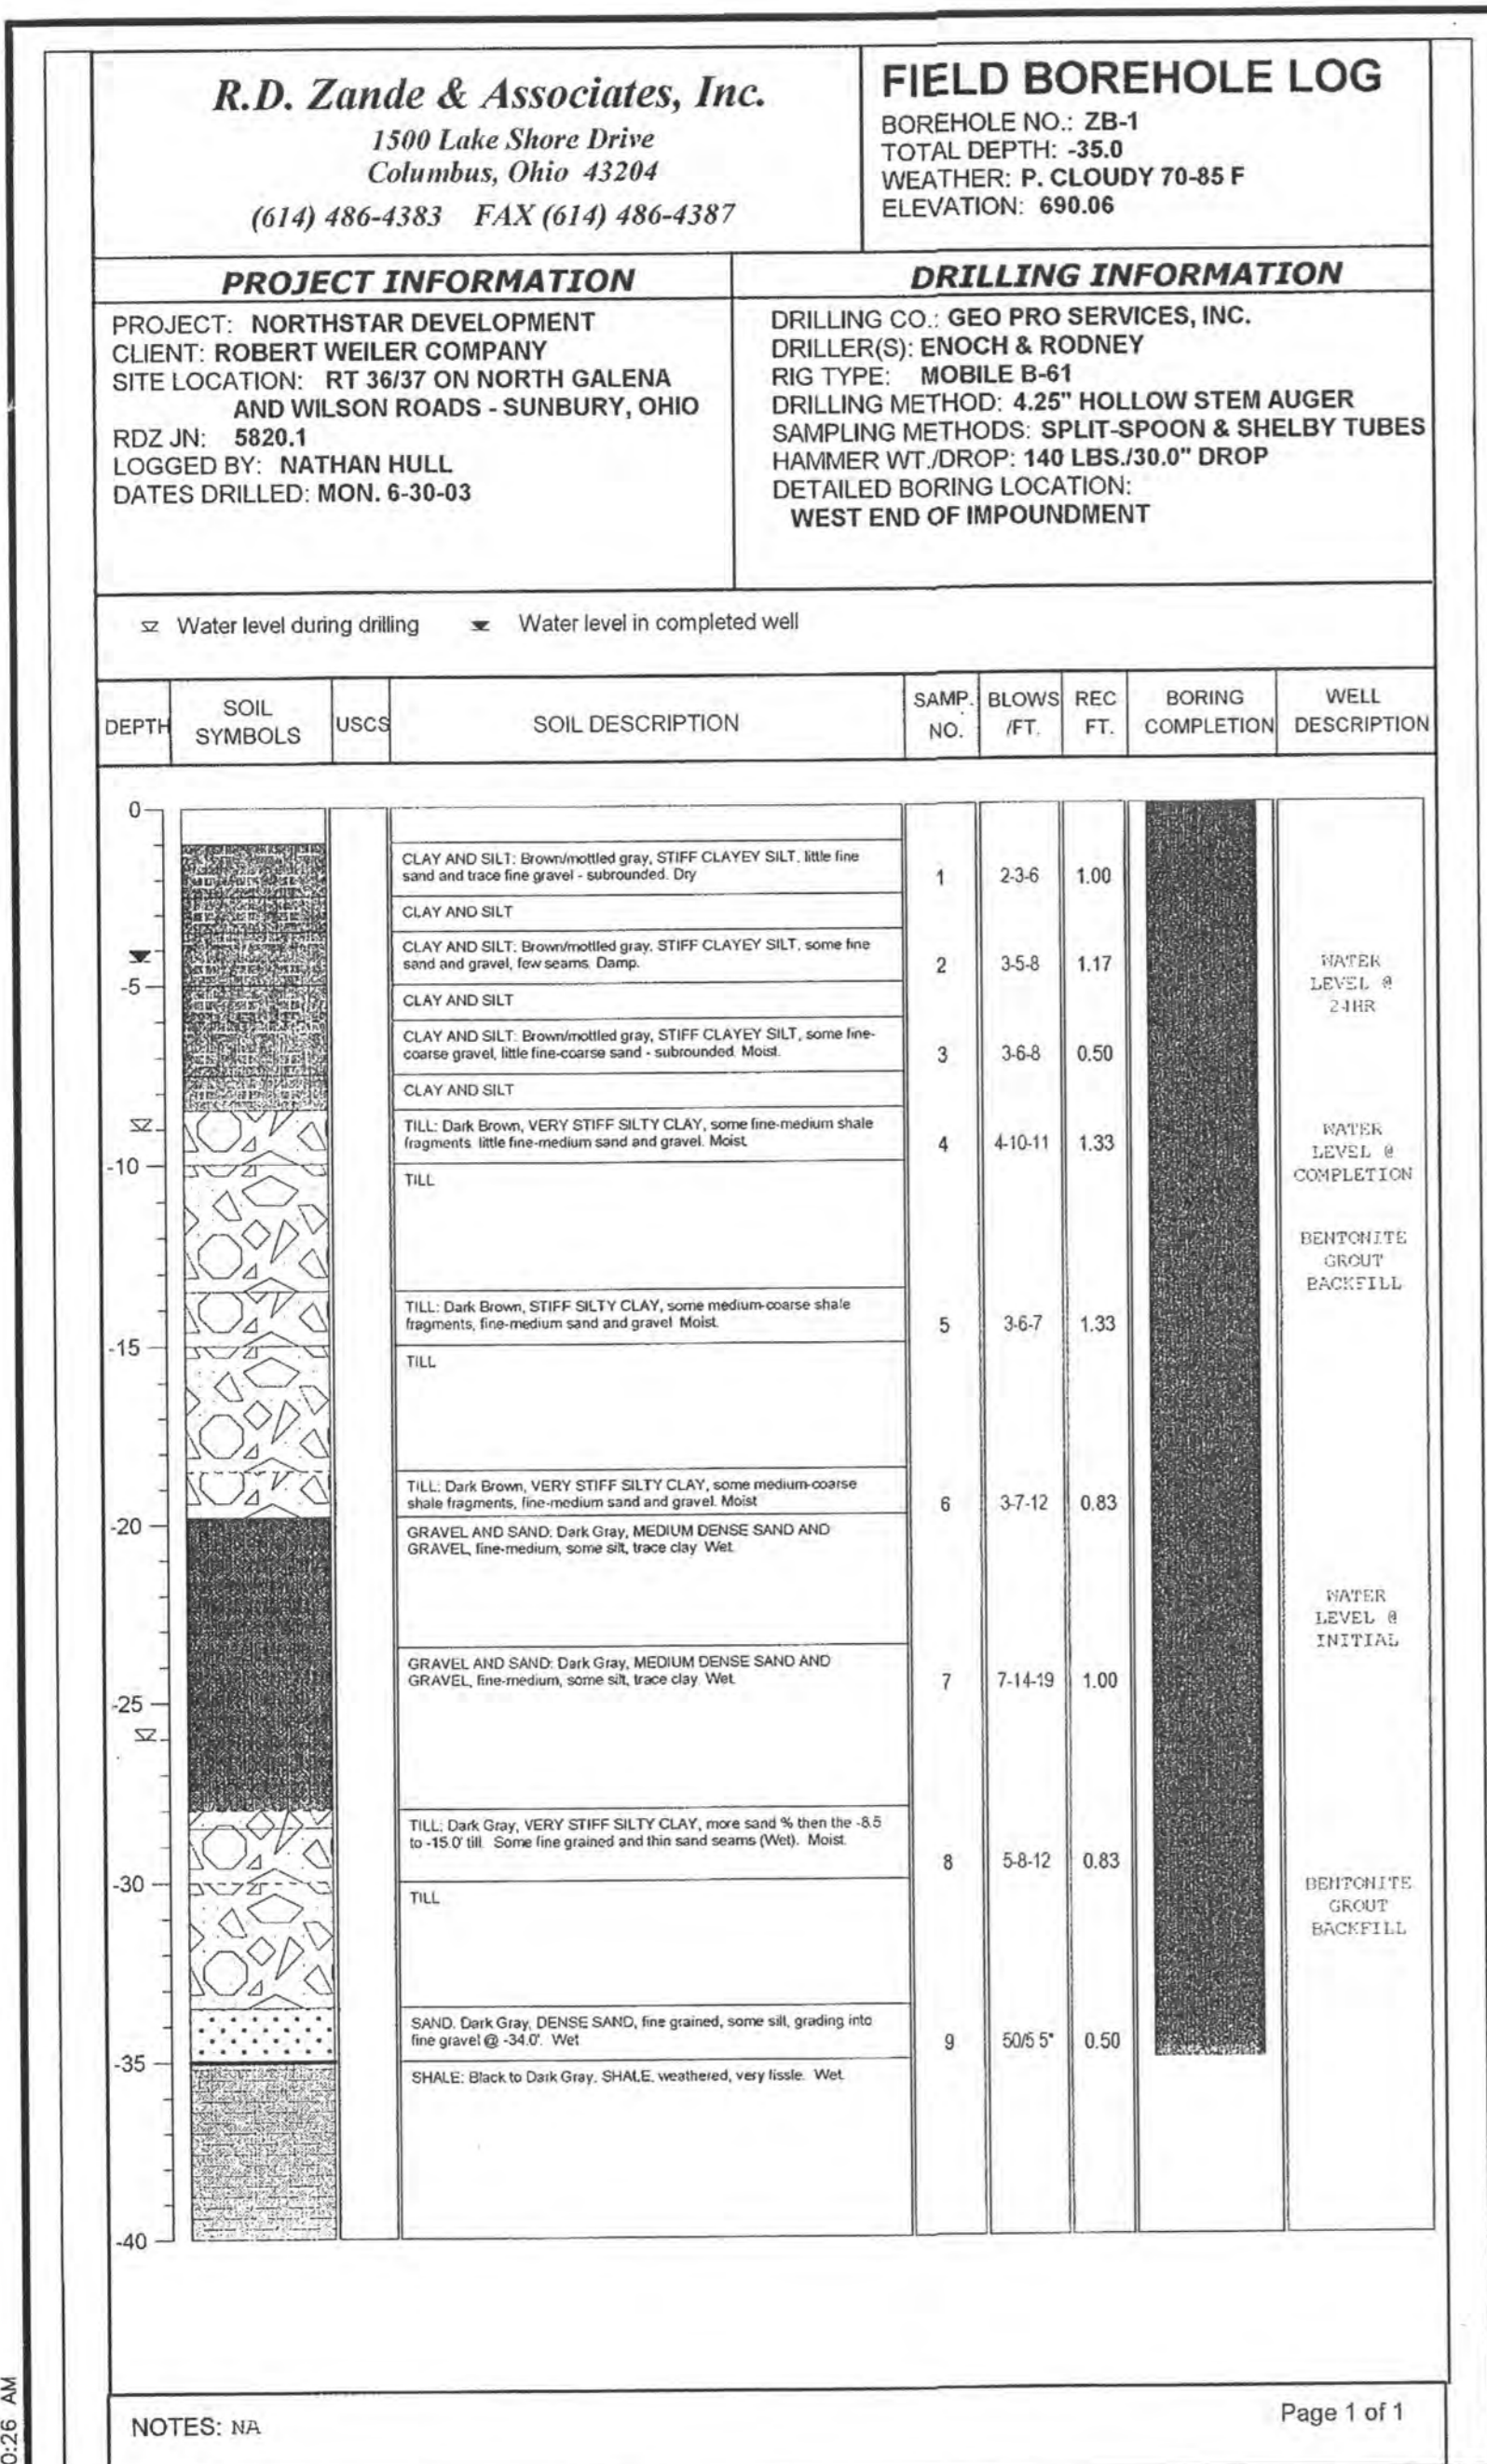 R.D. Zande & Associates, Inc.
1500 Lake Shore Drive
Columbus, Ohio 43204
(614) 486-4383 FAX (614) 486-4387
FIELD BOREHOLE LOG
BOREHOLE NO.: ZB-1
TOTAL DEPTH: -35.0
WEATHER: P. CLOUDY 70-85 F
ELEVATION: 690.06
PROJECT INFORMATION
PROJECT: NORTHSTAR DEVELOPMENT
CLIENT: ROBERT WEILER COMPANY
SITE LOCATION: RT 36/37 ON NORTH GALENA
AND WILSON ROADS - SUNBURY, OHIO
RDZ JN: 5820.1
LOGGED BY: NATHAN HULL
DATES DRILLED: MON. 6-30-03
DRILLING INFORMATION
DRILLING CO.: GEO PRO SERVICES, INC.
DRILLER(S): ENOCH & RODNEY
RIG TYPE: MOBILE B-61
DRILLING METHOD: 4.25" HOLLOW STEM AUGER
SAMPLING METHODS: SPLIT-SPOON & SHELBY TUBES
HAMMER WT./DROP: 140 LBS./30.0" DROP
DETAILED BORING LOCATION:
WEST END OF IMPOUNDMENT
Water level during drilling Water level in completed well
DEPTH
SOIL
SYMBOLS
USCS
SOIL DESCRIPTION
SAMP.
NO.
BLOWS
/FT.
REC
FT.
BORING
COMPLETION
WELL
DESCRIPTION
0
CLAY AND SILT: Brown/mottled gray, STIFF CLAYEY SILT, little fine
sand and trace fine gravel - subrounded. Dry
1 2-3-6 1.00
CLAY AND SILT
CLAY AND SILT: Brown/mottled gray, STIFF CLAYEY SILT, some fine
sand and gravel, few seams. Damp.
2 3-5-8 1.17
WATER
LEVEL @
24HR
-5
CLAY AND SILT
CLAY AND SILT: Brown/mottled gray, STIFF CLAYEY SILT, some fine-
coarse gravel, little fine-coarse sand - subrounded. Moist.
3 3-6-8 0.50
CLAY AND SILT
TILL: Dark Brown, VERY STIFF SILTY CLAY, some fine-medium shale
fragments little fine-medium sand and gravel. Moist
4 4-10-11 1.33
WATER
LEVEL @
COMPLETION
-10
TILL
BENTONITE
GROUT
BACKFILL
TILL: Dark Brown, STIFF SILTY CLAY, some medium-coarse shale
fragments, fine-medium sand and gravel Moist.
5 3-6-7 1.33
-15
TILL
TILL: Dark Brown, VERY STIFF SILTY CLAY, some medium-coarse
shale fragments, fine-medium sand and gravel. Moist
6 3-7-12 0.83
-20
GRAVEL AND SAND: Dark Gray, MEDIUM DENSE SAND AND
GRAVEL, fine-medium, some silt, trace clay Wet
WATER
LEVEL @
INITIAL
GRAVEL AND SAND: Dark Gray, MEDIUM DENSE SAND AND
GRAVEL, fine-medium, some silt, trace clay Wet
7 7-14-19 1.00
-25
TILL: Dark Gray, VERY STIFF SILTY CLAY, more sand % then the -8.5
to -15.0' till. Some fine grained and thin sand seams (Wet). Moist.
8 5-8-12 0.83
-30
TILL
BENTONITE
GROUT
BACKFILL
SAND. Dark Gray, DENSE SAND, fine grained, some silt, grading into
fine gravel @ -34.0'. Wet
9 50/5 5" 0.50
-35
SHALE: Black to Dark Gray, SHALE, weathered, very fissle. Wet
-40
NOTES: NA
Page 1 of 1
0:26 AM